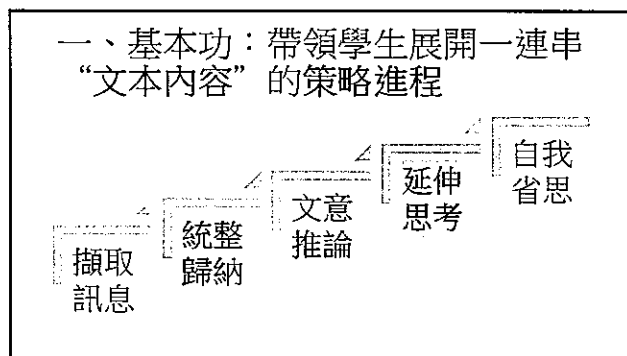 一、基本功：帶領學生展開一連串
“文本內容”的策略進程
擷取
訊息
統整
歸納
文意
推論
延伸
思考
自我
省思